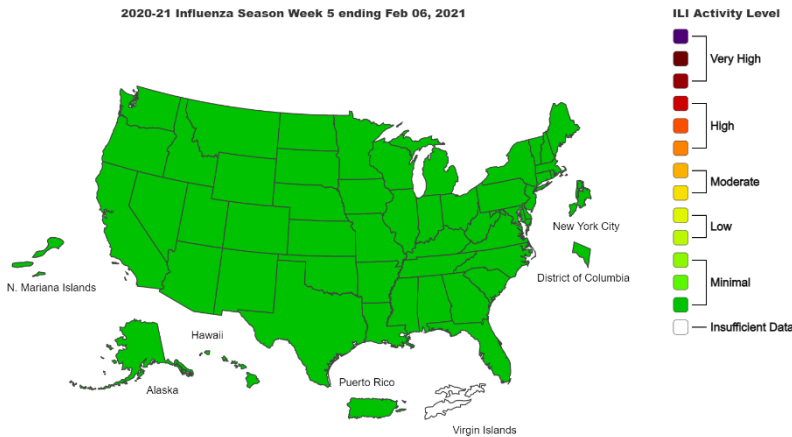 2020-21 Influenza Season Week 5 ending Feb 06, 2021
ILI Activity Level
Very High
High
Moderate
Low
Minimal
Insufficient Data
New York City
District of Columbia
N. Mariana Islands
Hawaii
Alaska
Puerto Rico
Virgin Islands